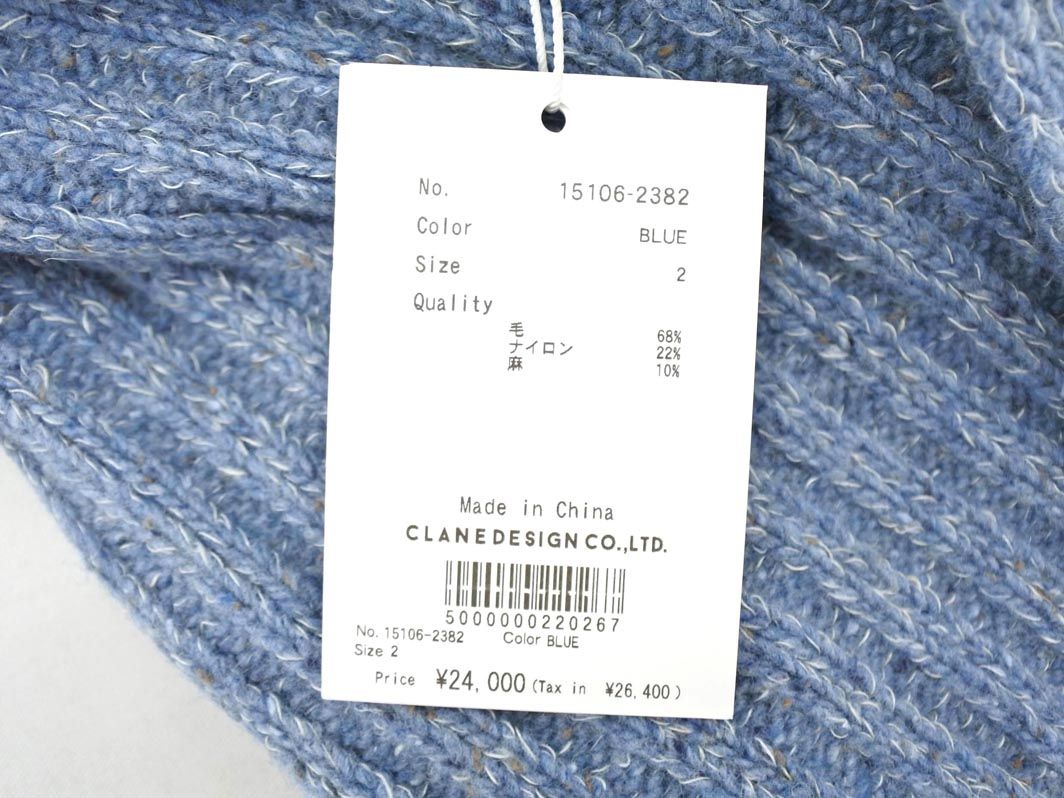 No. 15106-2382
Color BLUE
Size 2
Quality
毛 68%
ナイロン 22%
麻 10%
Made in China
CLANEDESIGN CO.,LTD.
5000000220267
No. 15106-2382 Color BLUE
Size 2
Price ¥24,000 (Tax in ¥26,400)